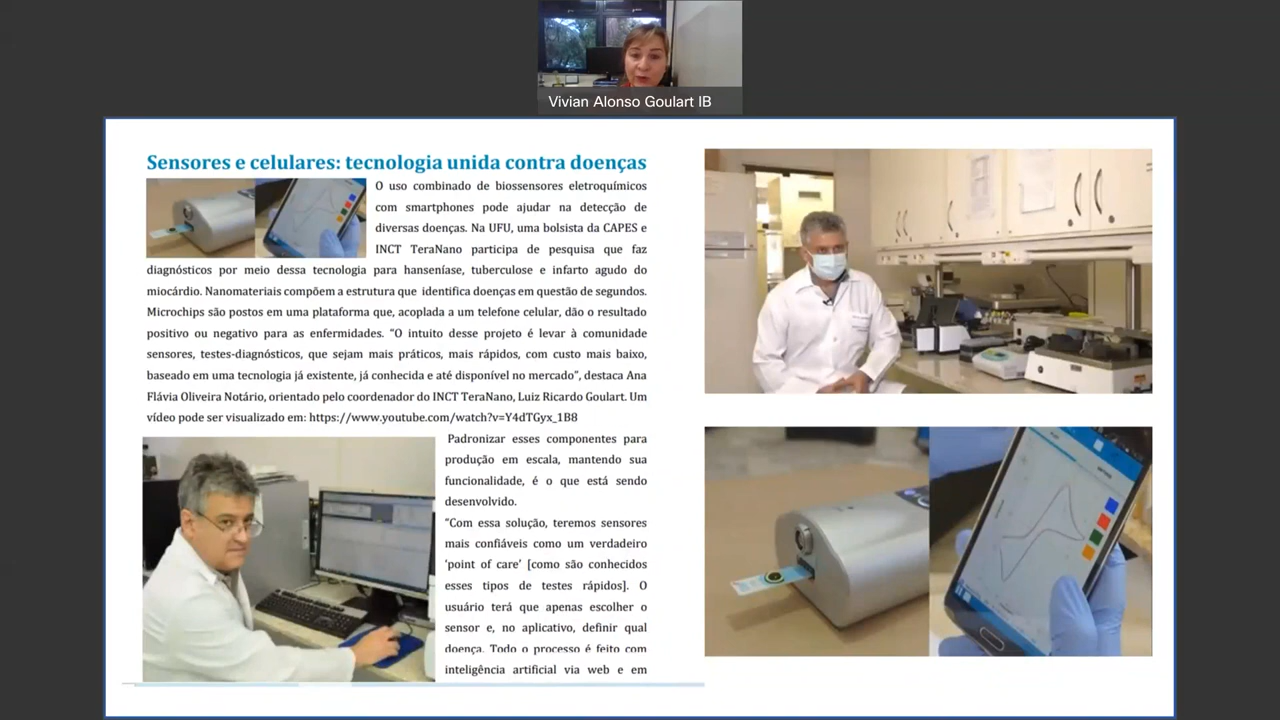 Vivian Alonso Goulart IB
Sensores e celulares: tecnologia unida contra doenças
O uso combinado de biossensores eletroquímicos
com smartphones pode ajudar na detecção de
diversas doenças. Na UFU, uma bolsista da CAPES e
INCT TeraNano participa de pesquisa que faz
diagnósticos por meio dessa tecnologia para hanseníase, tuberculose e infarto agudo do
miocárdio. Nanomateriais compõem a estrutura que identifica doenças em questão de segundos.
Microchips são postos em uma plataforma que, acoplada a um telefone celular, dão o resultado
positivo ou negativo para as enfermidades. "O intuito desse projeto é levar à comunidade
sensores, testes-diagnósticos, que sejam mais práticos, mais rápidos, com custo mais baixo,
baseado em uma tecnologia já existente, já conhecida e até disponível no mercado", destaca Ana
Flávia Oliveira Notário, orientado pelo coordenador do INCT TeraNano, Luiz Ricardo Goulart. Um
vídeo pode ser visualizado em: https://www.youtube.com/watch?v=Y4dTGyx_1B8
Padronizar esses componentes para
produção em escala, mantendo sua
funcionalidade, é o que está sendo
desenvolvido.
"Com essa solução, teremos sensores
mais confiáveis como um verdadeiro
'point of care' [como são conhecidos
esses tipos de testes rápidos]. O
usuário terá que apenas escolher o
sensor e, no aplicativo, definir qual
doença. Todo o processo é feito com
inteligência artificial via web e em